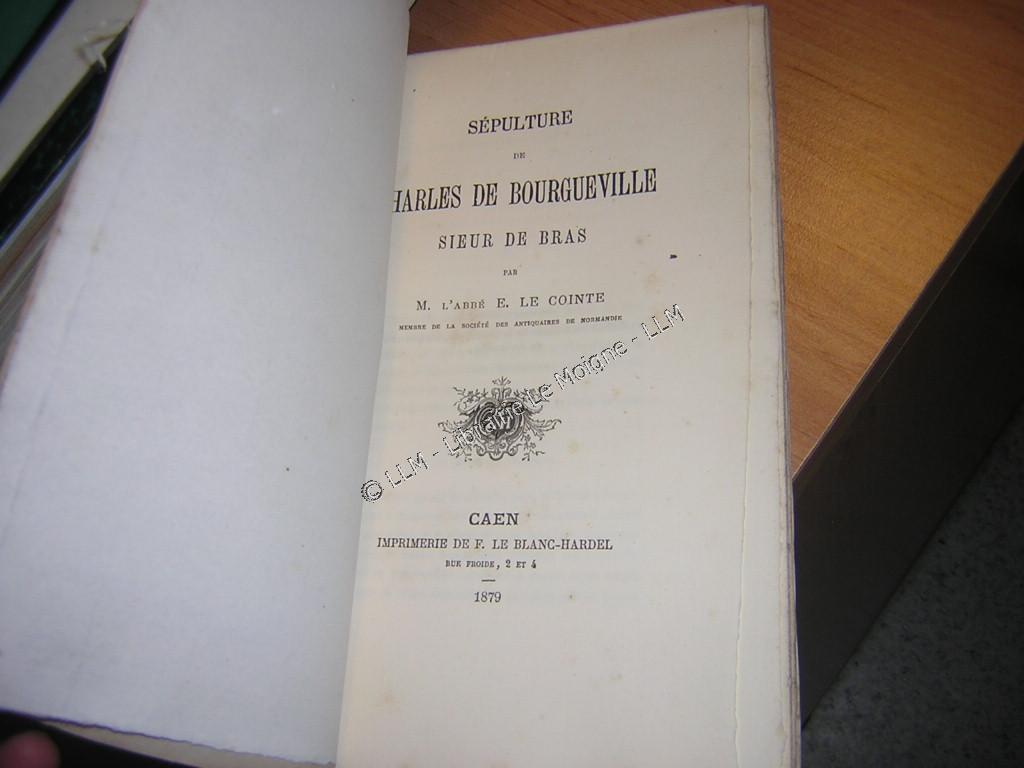 SÉPULTURE
DE
HARLES DE BOURGUEVILLE
SIEUR DE BRAS
PAR
M. L'ABBÉ E. LE COINTE
MEMBRE DE LA SOCIÉTÉ DES ANTIQUAIRES DE NORMANDIE
© LLM - Librairie Le Moigne - LLM
CAEN
IMPRIMERIE DE F. LE BLANC-HARDEL
RUE FROIDE, 2 ET 4
1879